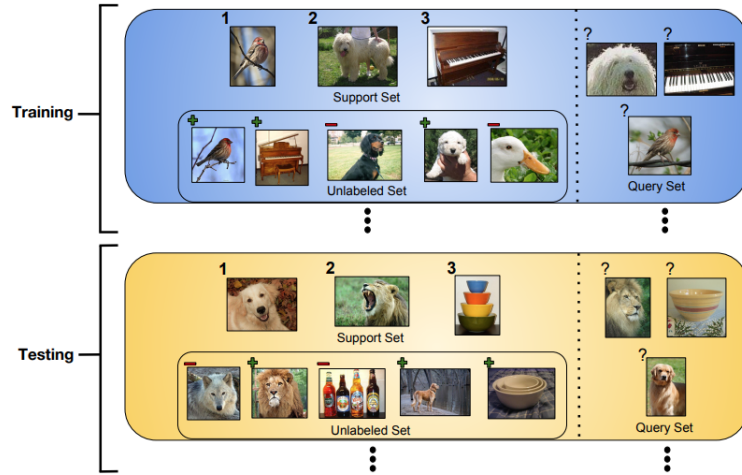 1 2 3 ?
?
Support Set
Training
?
+ + - + -
Unlabeled Set
Query Set
1 2 3
? ?
Support Set
Testing
- + - + +
?
Unlabeled Set
Query Set